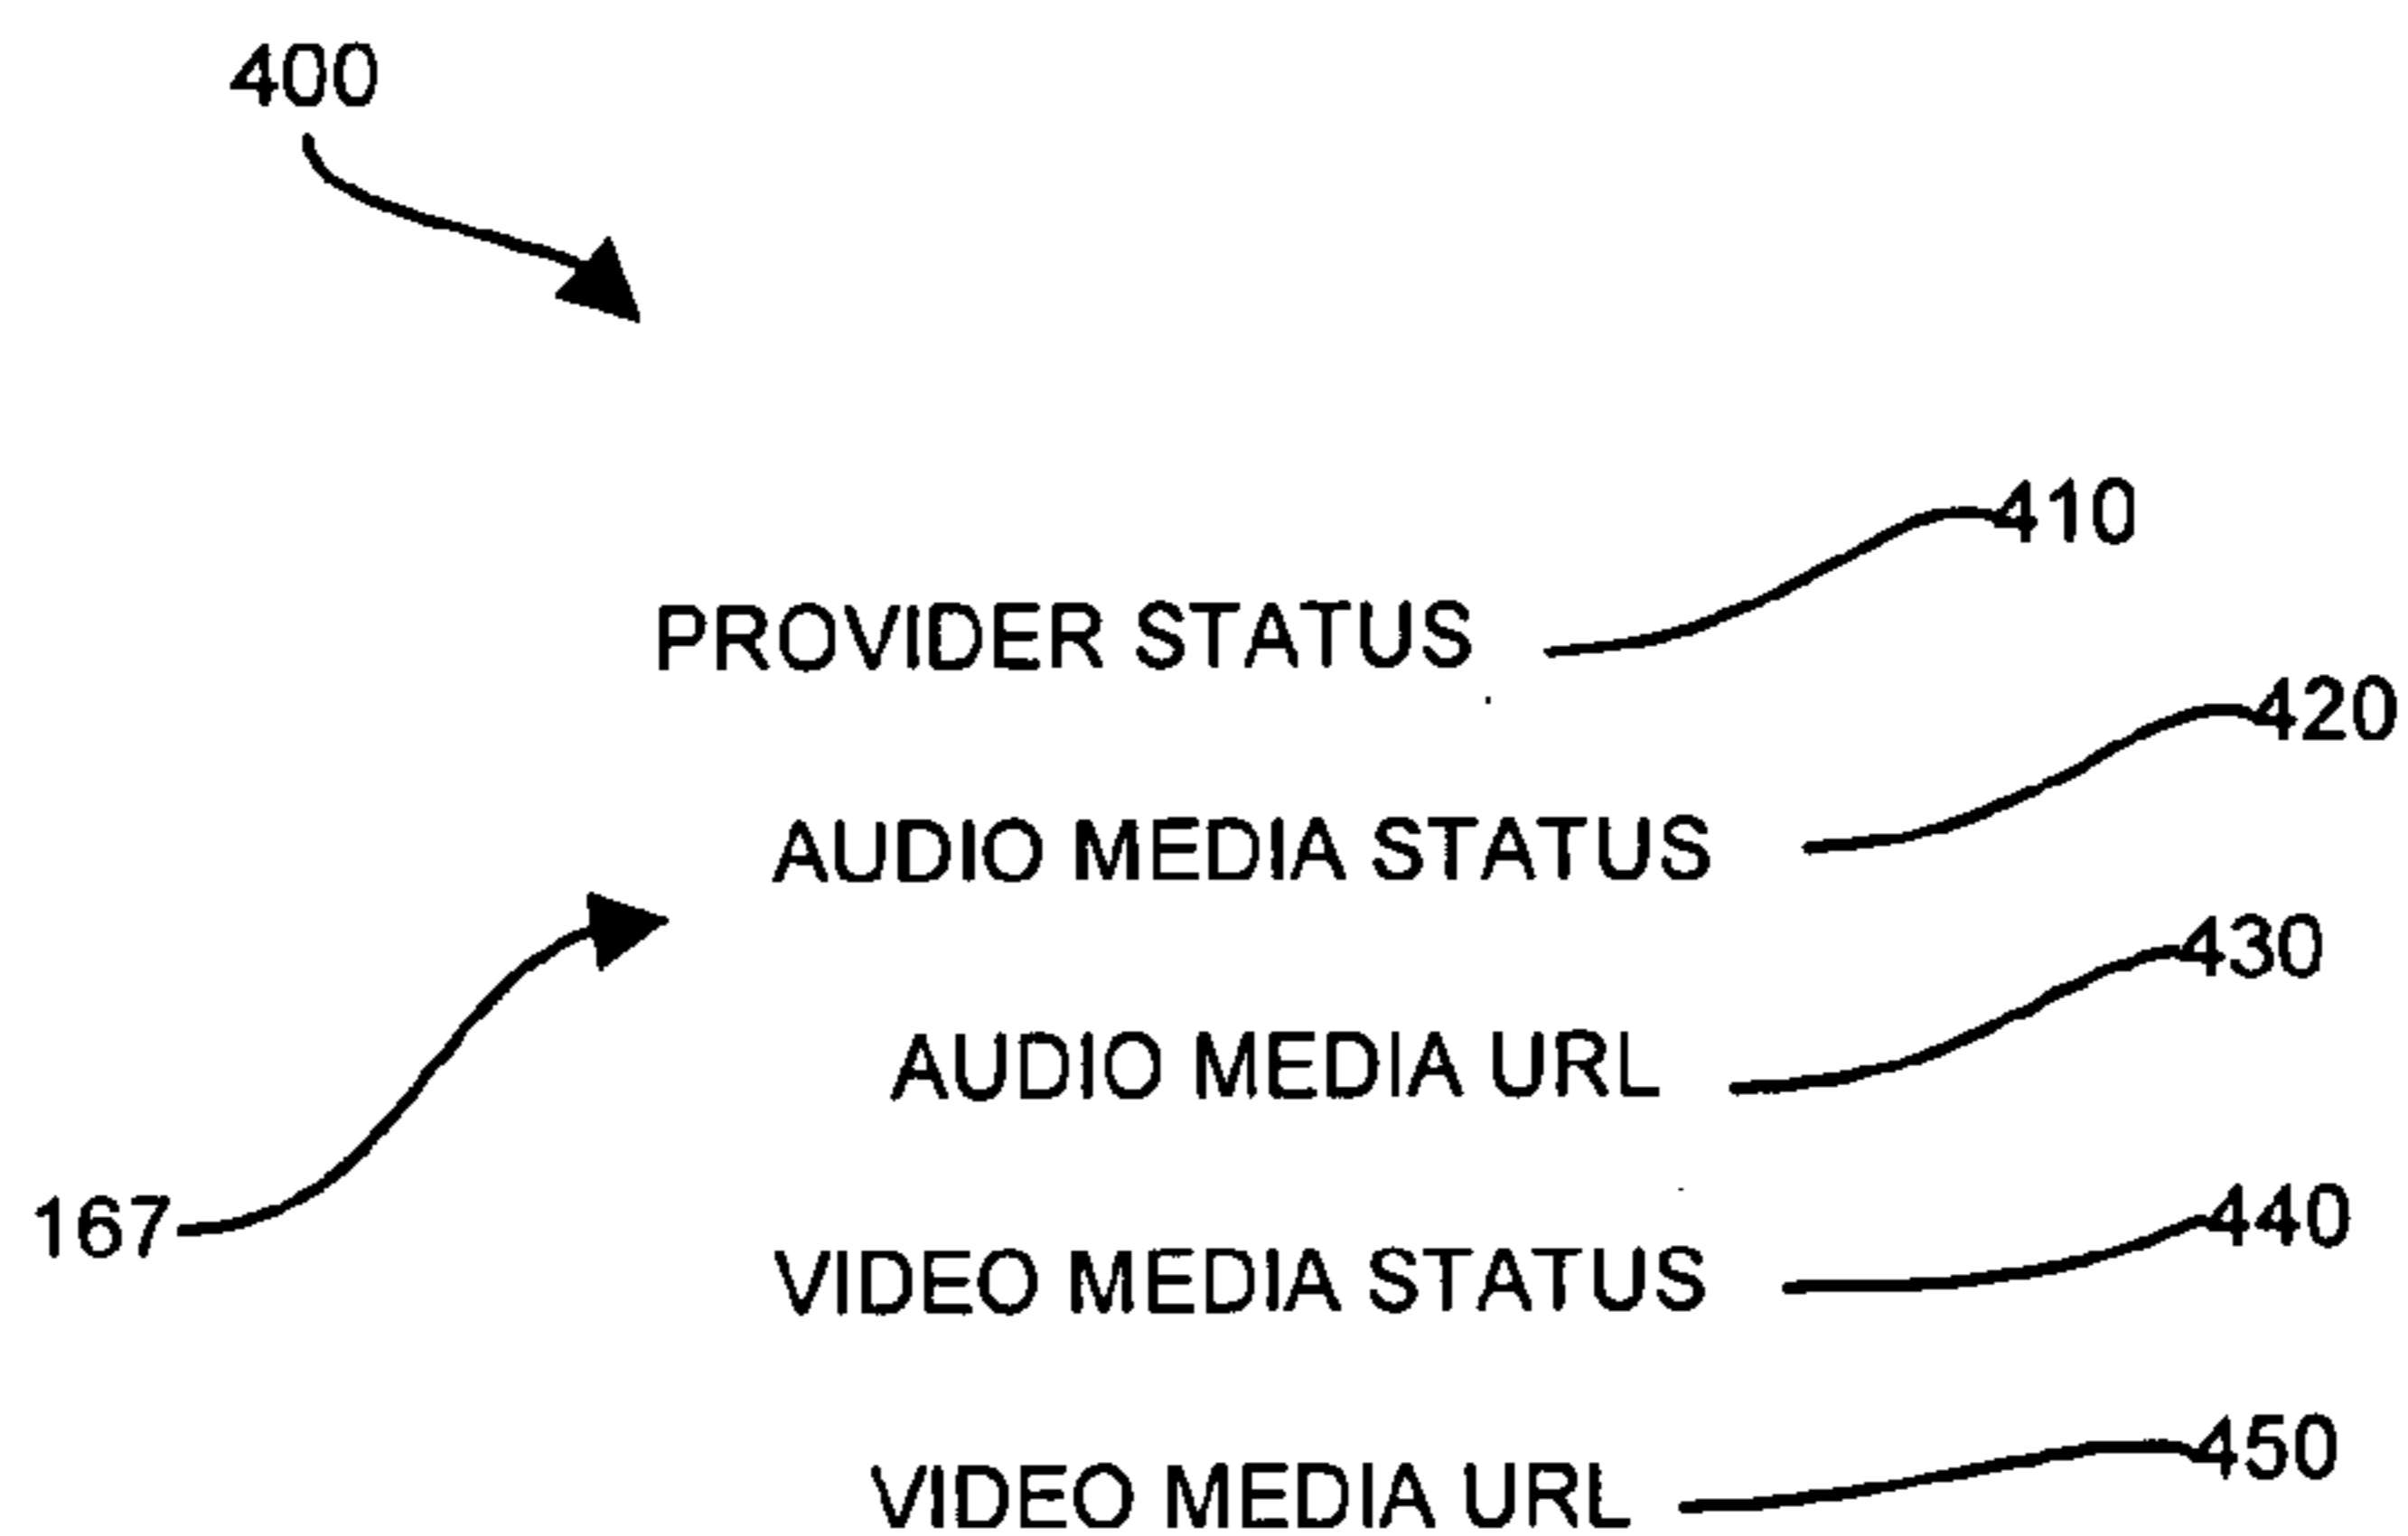 400
410
PROVIDER STATUS
420
AUDIO MEDIA STATUS
430
AUDIO MEDIA URL
167
440
VIDEO MEDIA STATUS
450
VIDEO MEDIA URL